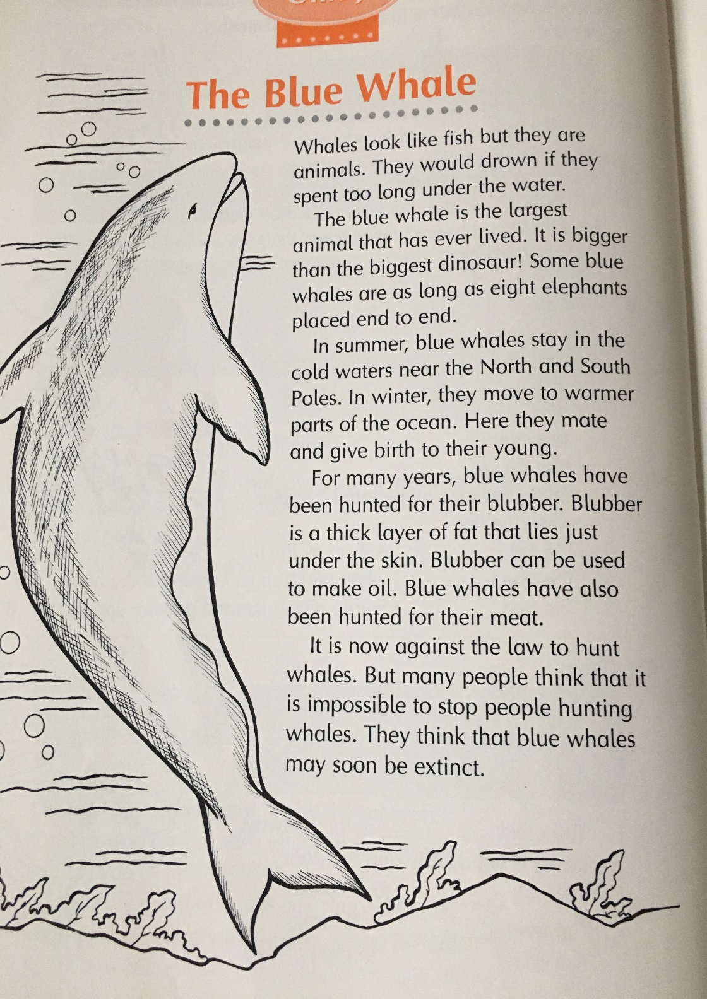 The Blue Whale
Whales look like fish but they are
animals. They would drown if they
spent too long under the water.
The blue whale is the largest
animal that has ever lived. It is bigger
than the biggest dinosaur! Some blue
whales are as long as eight elephants
placed end to end.
In summer, blue whales stay in the
cold waters near the North and South
Poles. In winter, they move to warmer
parts of the ocean. Here they mate
and give birth to their young.
For many years, blue whales have
been hunted for their blubber. Blubber
is a thick layer of fat that lies just
under the skin. Blubber can be used
to make oil. Blue whales have also
been hunted for their meat.
It is now against the law to hunt
whales. But many people think that it
is impossible to stop people hunting
whales. They think that blue whales
may soon be extinct.